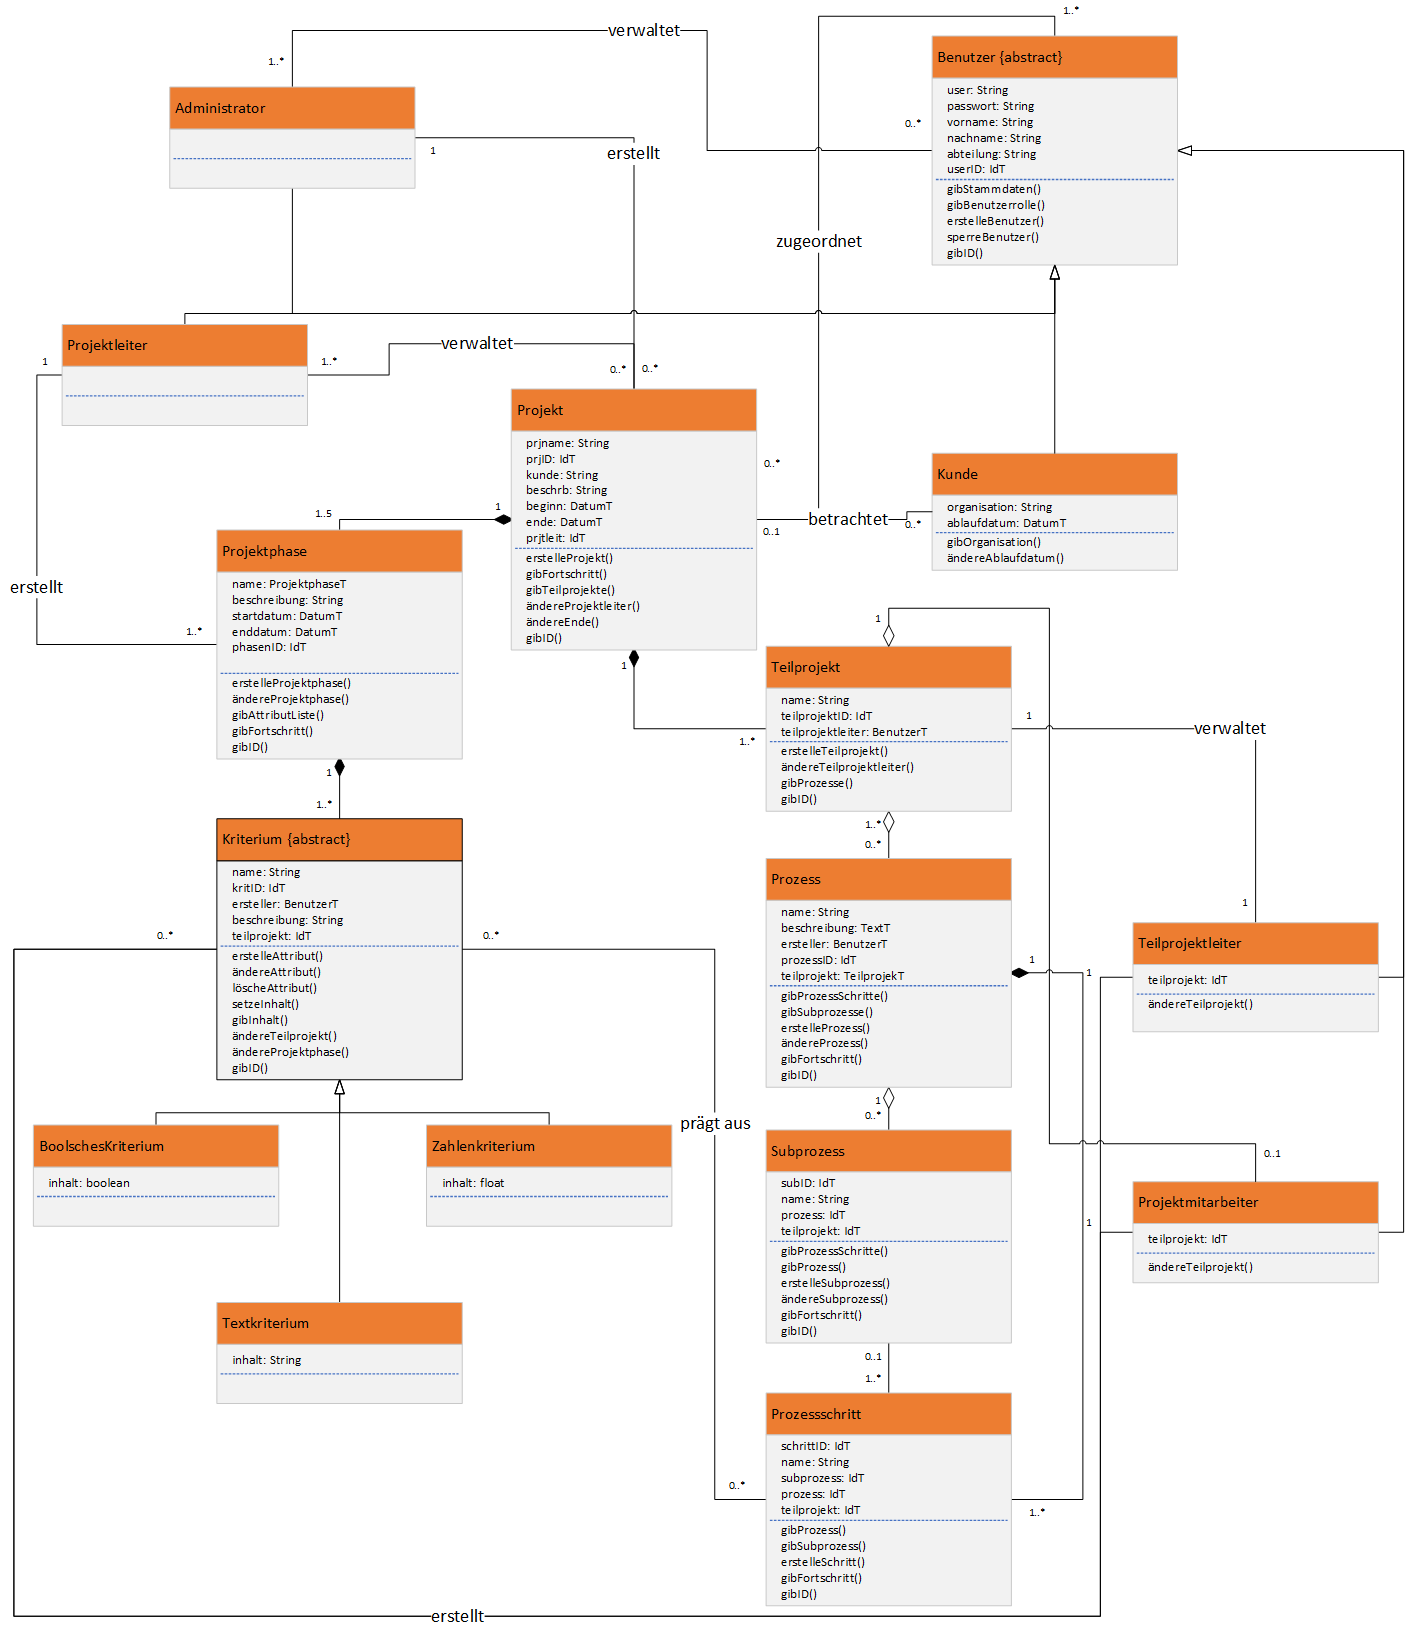 verwaltet
1..*
1..*
Benutzer {abstract}
user: String
passwort: String
vorname: String
nachname: String
abteilung: String
userID: IdT
gibStammdaten()
gibBenutzerrolle()
erstelleBenutzer()
sperreBenutzer()
gibID()
0..*
Administrator
1
erstellt
zugeordnet
Projektleiter
1
1..*
verwaltet
0..*
0..*
Projekt
prjname: String
prjID: IdT
kunde: String
beschrb: String
beginn: DatumT
ende: DatumT
prjtleit: IdT
erstelleProjekt()
gibFortschritt()
gibTeilprojekte()
ändereProjektleiter()
ändereEnde()
gibID()
0..*
0..1
betrachtet
0..*
Kunde
organisation: String
ablaufdatum: DatumT
gibOrganisation()
ändereAblaufdatum()
1
1..5
Projektphase
name: ProjektphaseT
beschreibung: String
startdatum: DatumT
enddatum: DatumT
phasenID: IdT
erstelleProjektphase()
ändereProjektphase()
gibAttributListe()
gibFortschritt()
gibID()
erstellt
1..*
1
1..*
1
Teilprojekt
name: String
teilprojektID: IdT
teilprojektleiter: BenutzerT
erstelleTeilprojekt()
ändereTeilprojektleiter()
gibProzesse()
gibID()
1
verwaltet
1
1
1..*
Kriterium {abstract}
name: String
kritID: IdT
ersteller: BenutzerT
beschreibung: String
teilprojekt: IdT
erstelleAttribut()
ändereAttribut()
löscheAttribut()
setzeInhalt()
gibInhalt()
ändereTeilprojekt()
ändereProjektphase()
gibID()
0..*
0..*
1..*
0..*
Prozess
name: String
beschreibung: TextT
ersteller: BenutzerT
prozessID: IdT
teilprojekt: TeilprojekT
gibProzessSchritte()
gibSubprozesse()
erstelleProzess()
ändereProzess()
gibFortschritt()
gibID()
1
1
Teilprojektleiter
teilprojekt: IdT
ändereTeilprojekt()
1
0..*
prägt aus
BoolschesKriterium
inhalt: boolean
Zahlenkriterium
inhalt: float
Subprozess
subID: IdT
name: String
prozess: IdT
teilprojekt: IdT
gibProzessSchritte()
gibProzess()
erstelleSubprozess()
ändereSubprozess()
gibFortschritt()
gibID()
0..1
1
Projektmitarbeiter
teilprojekt: IdT
ändereTeilprojekt()
Textkriterium
inhalt: String
0..1
1..*
Prozessschritt
schrittID: IdT
name: String
subprozess: IdT
prozess: IdT
teilprojekt: IdT
gibProzess()
gibSubprozess()
erstelleSchritt()
gibFortschritt()
gibID()
0..*
1..*
erstellt